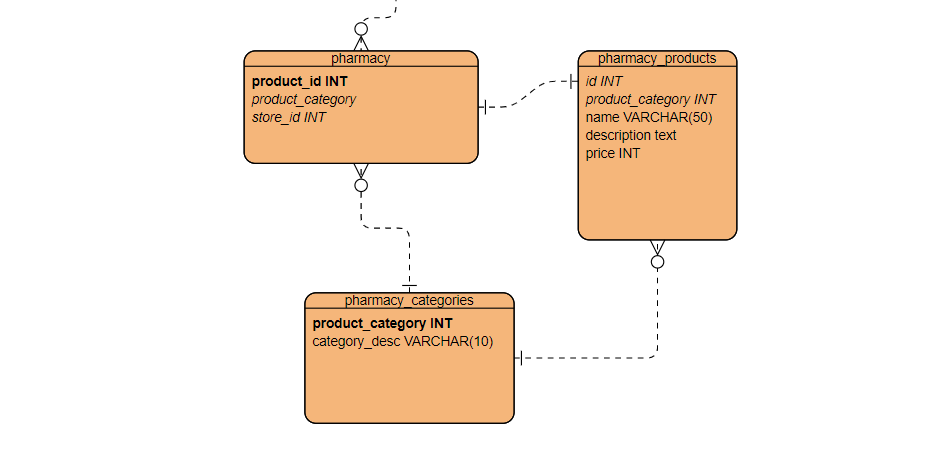 pharmacy
product_id INT
product_category
store_id INT
pharmacy_products
id INT
product_category INT
name VARCHAR(50)
description text
price INT
pharmacy_categories
product_category INT
category_desc VARCHAR(10)